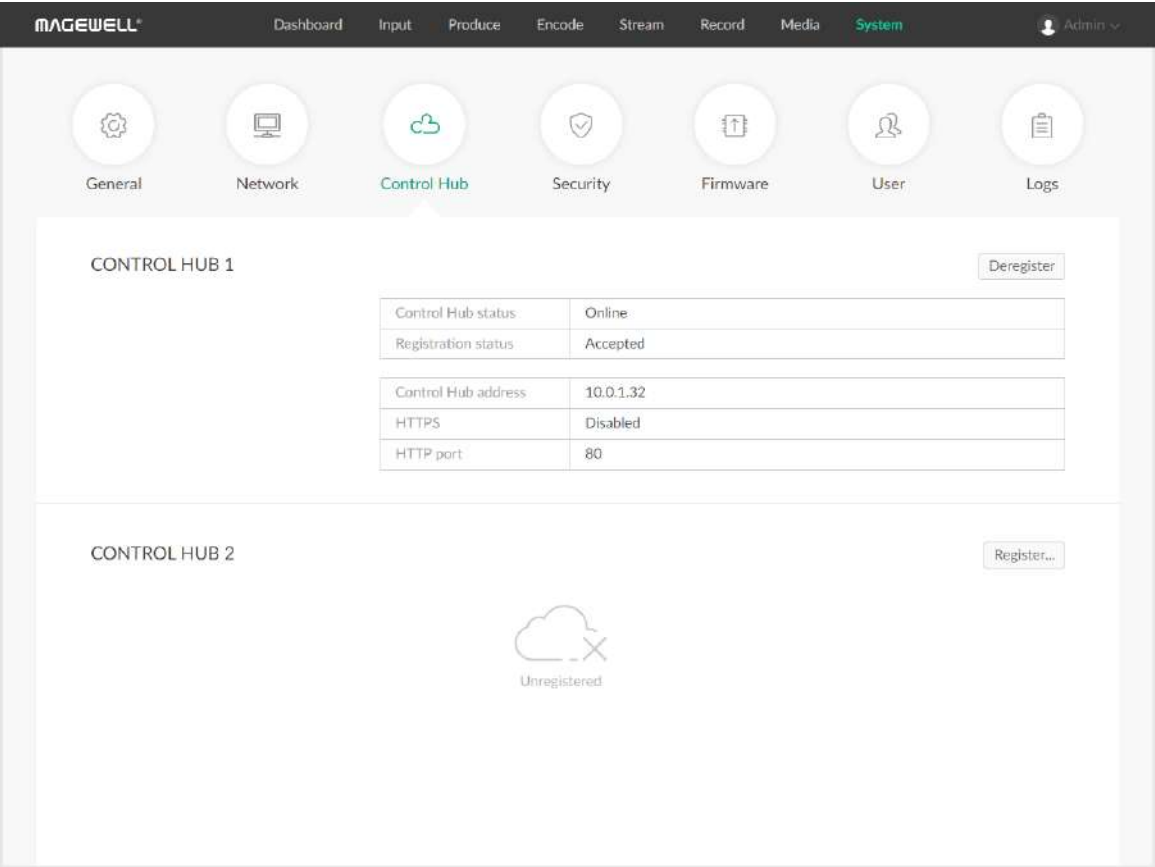 MAGEWELL® Dashboard Input Produce Encode Stream Record Media System Admin
General Network Control Hub Security Firmware User Logs
CONTROL HUB 1 Deregister
Control Hub status Online
Registration status Accepted
Control Hub address 10.0.1.32
HTTPS Disabled
HTTP port 80
CONTROL HUB 2 Register...
Unregistered